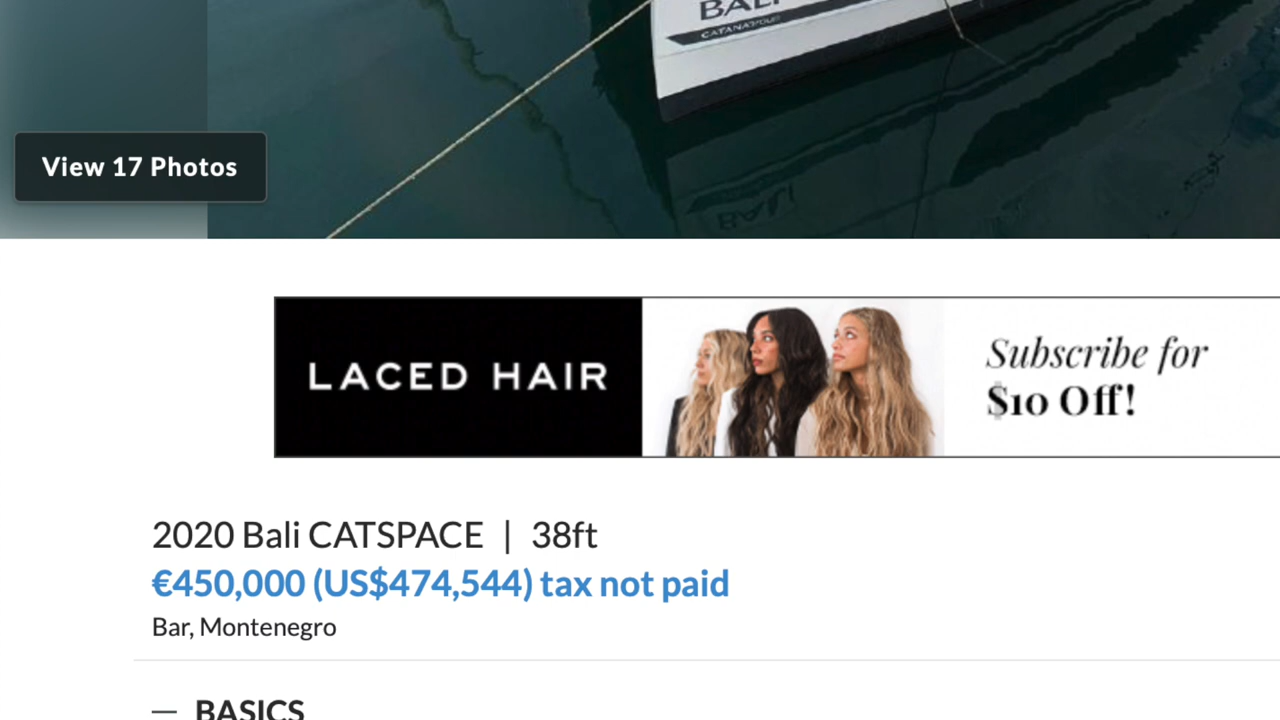 BALI
CATAMARANS
View 17 Photos
LACED HAIR
Subscribe for
$10 Off!
2020 Bali CATSPACE | 38ft
€450,000 (US$474,544) tax not paid
Bar, Montenegro
— BASICS